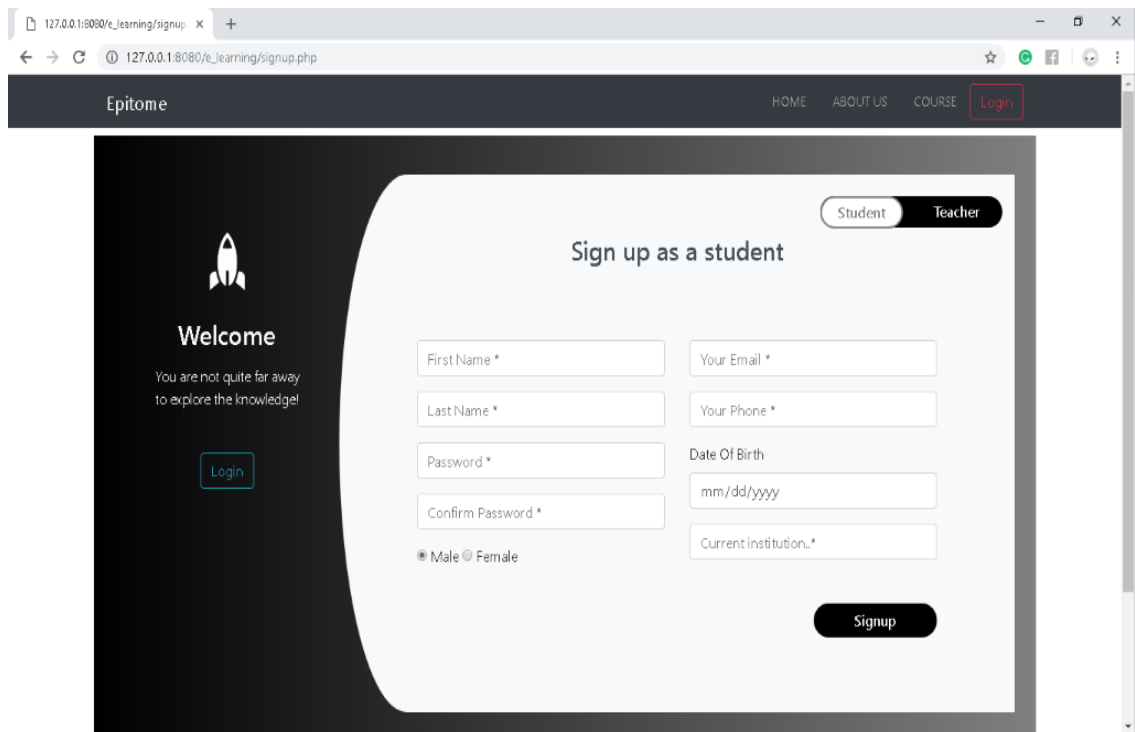 127.0.0.1:8080/e_learning/signup.
127.0.0.1:8080/e_learning/signup.php
Epitome
HOME ABOUT US COURSE Login
Student Teacher
Sign up as a student
Welcome
You are not quite far away
to explore the knowledge!
Login
First Name *
Last Name *
Password *
Confirm Password *
Male Female
Your Email *
Your Phone *
Date Of Birth
mm/dd/yyyy
Current institution..*
Signup